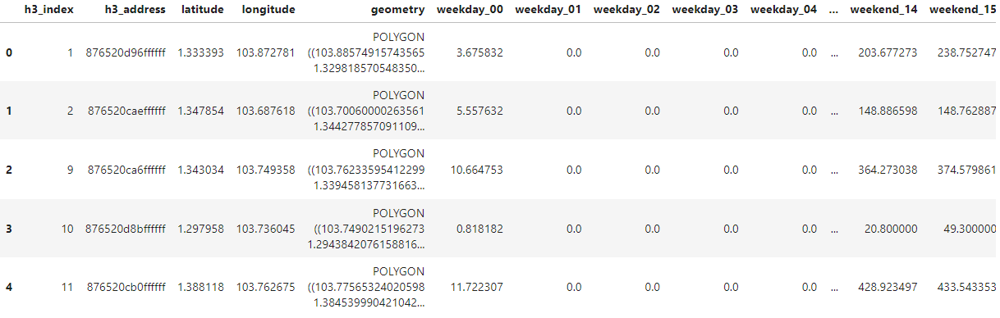 h3_index h3_address latitude longitude geometry weekday_00 weekday_01 weekday_02 weekday_03 weekday_04 ... weekend_14 weekend_15
POLYGON
0 1 876520d96ffffff 1.333393 103.872781 ((103.88574915743565 3.675832 0.0 0.0 0.0 0.0 ... 203.677273 238.752747
1.329818570548350...
POLYGON
1 2 876520caeffffff 1.347854 103.687618 ((103.70060000263561 5.557632 0.0 0.0 0.0 0.0 ... 148.886598 148.762887
1.344277857091109...
POLYGON
2 9 876520ca6ffffff 1.343034 103.749358 ((103.76233595412299 10.664753 0.0 0.0 0.0 0.0 ... 364.273038 374.579861
1.339458137731663...
POLYGON
3 10 876520d8bffffff 1.297958 103.736045 ((103.7490215196273 0.818182 0.0 0.0 0.0 0.0 ... 20.800000 49.300000
1.2943842076158816...
POLYGON
4 11 876520cb0ffffff 1.388118 103.762675 ((103.77565324020598 11.722307 0.0 0.0 0.0 0.0 ... 428.923497 433.543353
1.384539990421042...